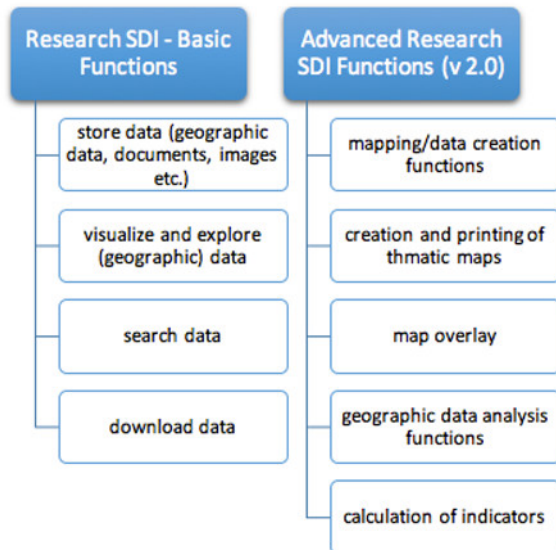 Research SDI - Basic
Functions
store data (geographic
data, documents, images
etc.)
visualize and explore
(geographic) data
search data
download data
Advanced Research
SDI Functions (v 2.0)
mapping/data creation
functions
creation and printing of
thmatic maps
map overlay
geographic data analysis
functions
calculation of indicators